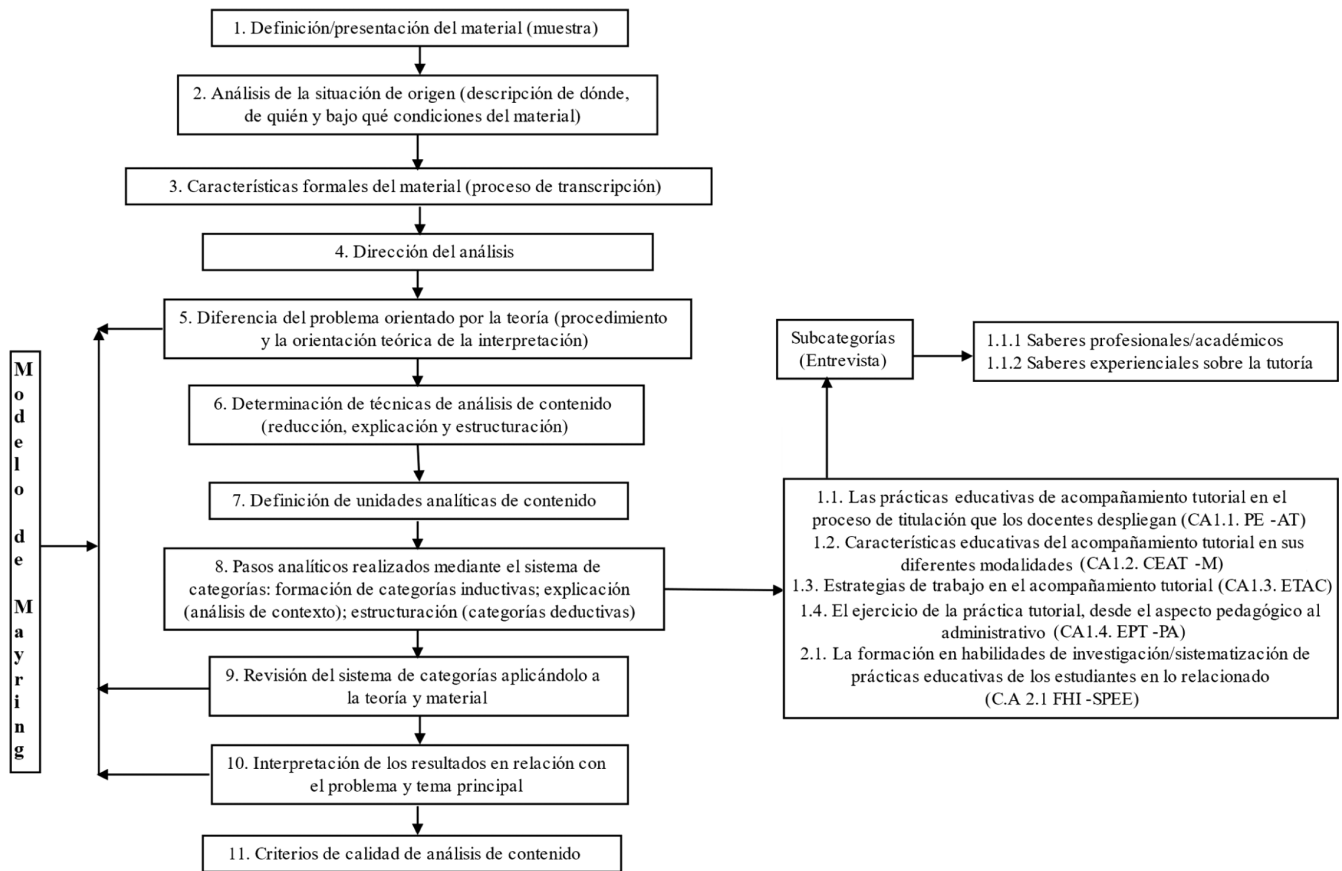 1. Definición/presentación del material (muestra)
2. Análisis de la situación de origen (descripción de dónde,
de quién y bajo qué condiciones del material)
3. Características formales del material (proceso de transcripción)
4. Dirección del análisis
5. Diferencia del problema orientado por la teoría (procedimiento
y la orientación teórica de la interpretación)
6. Determinación de técnicas de análisis de contenido
(reducción, explicación y estructuración)
7. Definición de unidades analíticas de contenido
8. Pasos analíticos realizados mediante el sistema de
categorías: formación de categorías inductivas; explicación
(análisis de contexto); estructuración (categorías deductivas)
9. Revisión del sistema de categorías aplicándolo a
la teoría y material
10. Interpretación de los resultados en relación con
el problema y tema principal
11. Criterios de calidad de análisis de contenido
Modelo de Mayring
Subcategorías
(Entrevista)
1.1.1 Saberes profesionales/académicos
1.1.2 Saberes experienciales sobre la tutoría
1.1. Las prácticas educativas de acompañamiento tutorial en el
proceso de titulación que los docentes despliegan (CA1.1. PE -AT)
1.2. Características educativas del acompañamiento tutorial en sus
diferentes modalidades (CA1.2. CEAT -M)
1.3. Estrategias de trabajo en el acompañamiento tutorial (CA1.3. ETAC)
1.4. El ejercicio de la práctica tutorial, desde el aspecto pedagógico al
administrativo (CA1.4. EPT -PA)
2.1. La formación en habilidades de investigación/sistematización de
prácticas educativas de los estudiantes en lo relacionado
(C.A 2.1 FHI -SPEE)